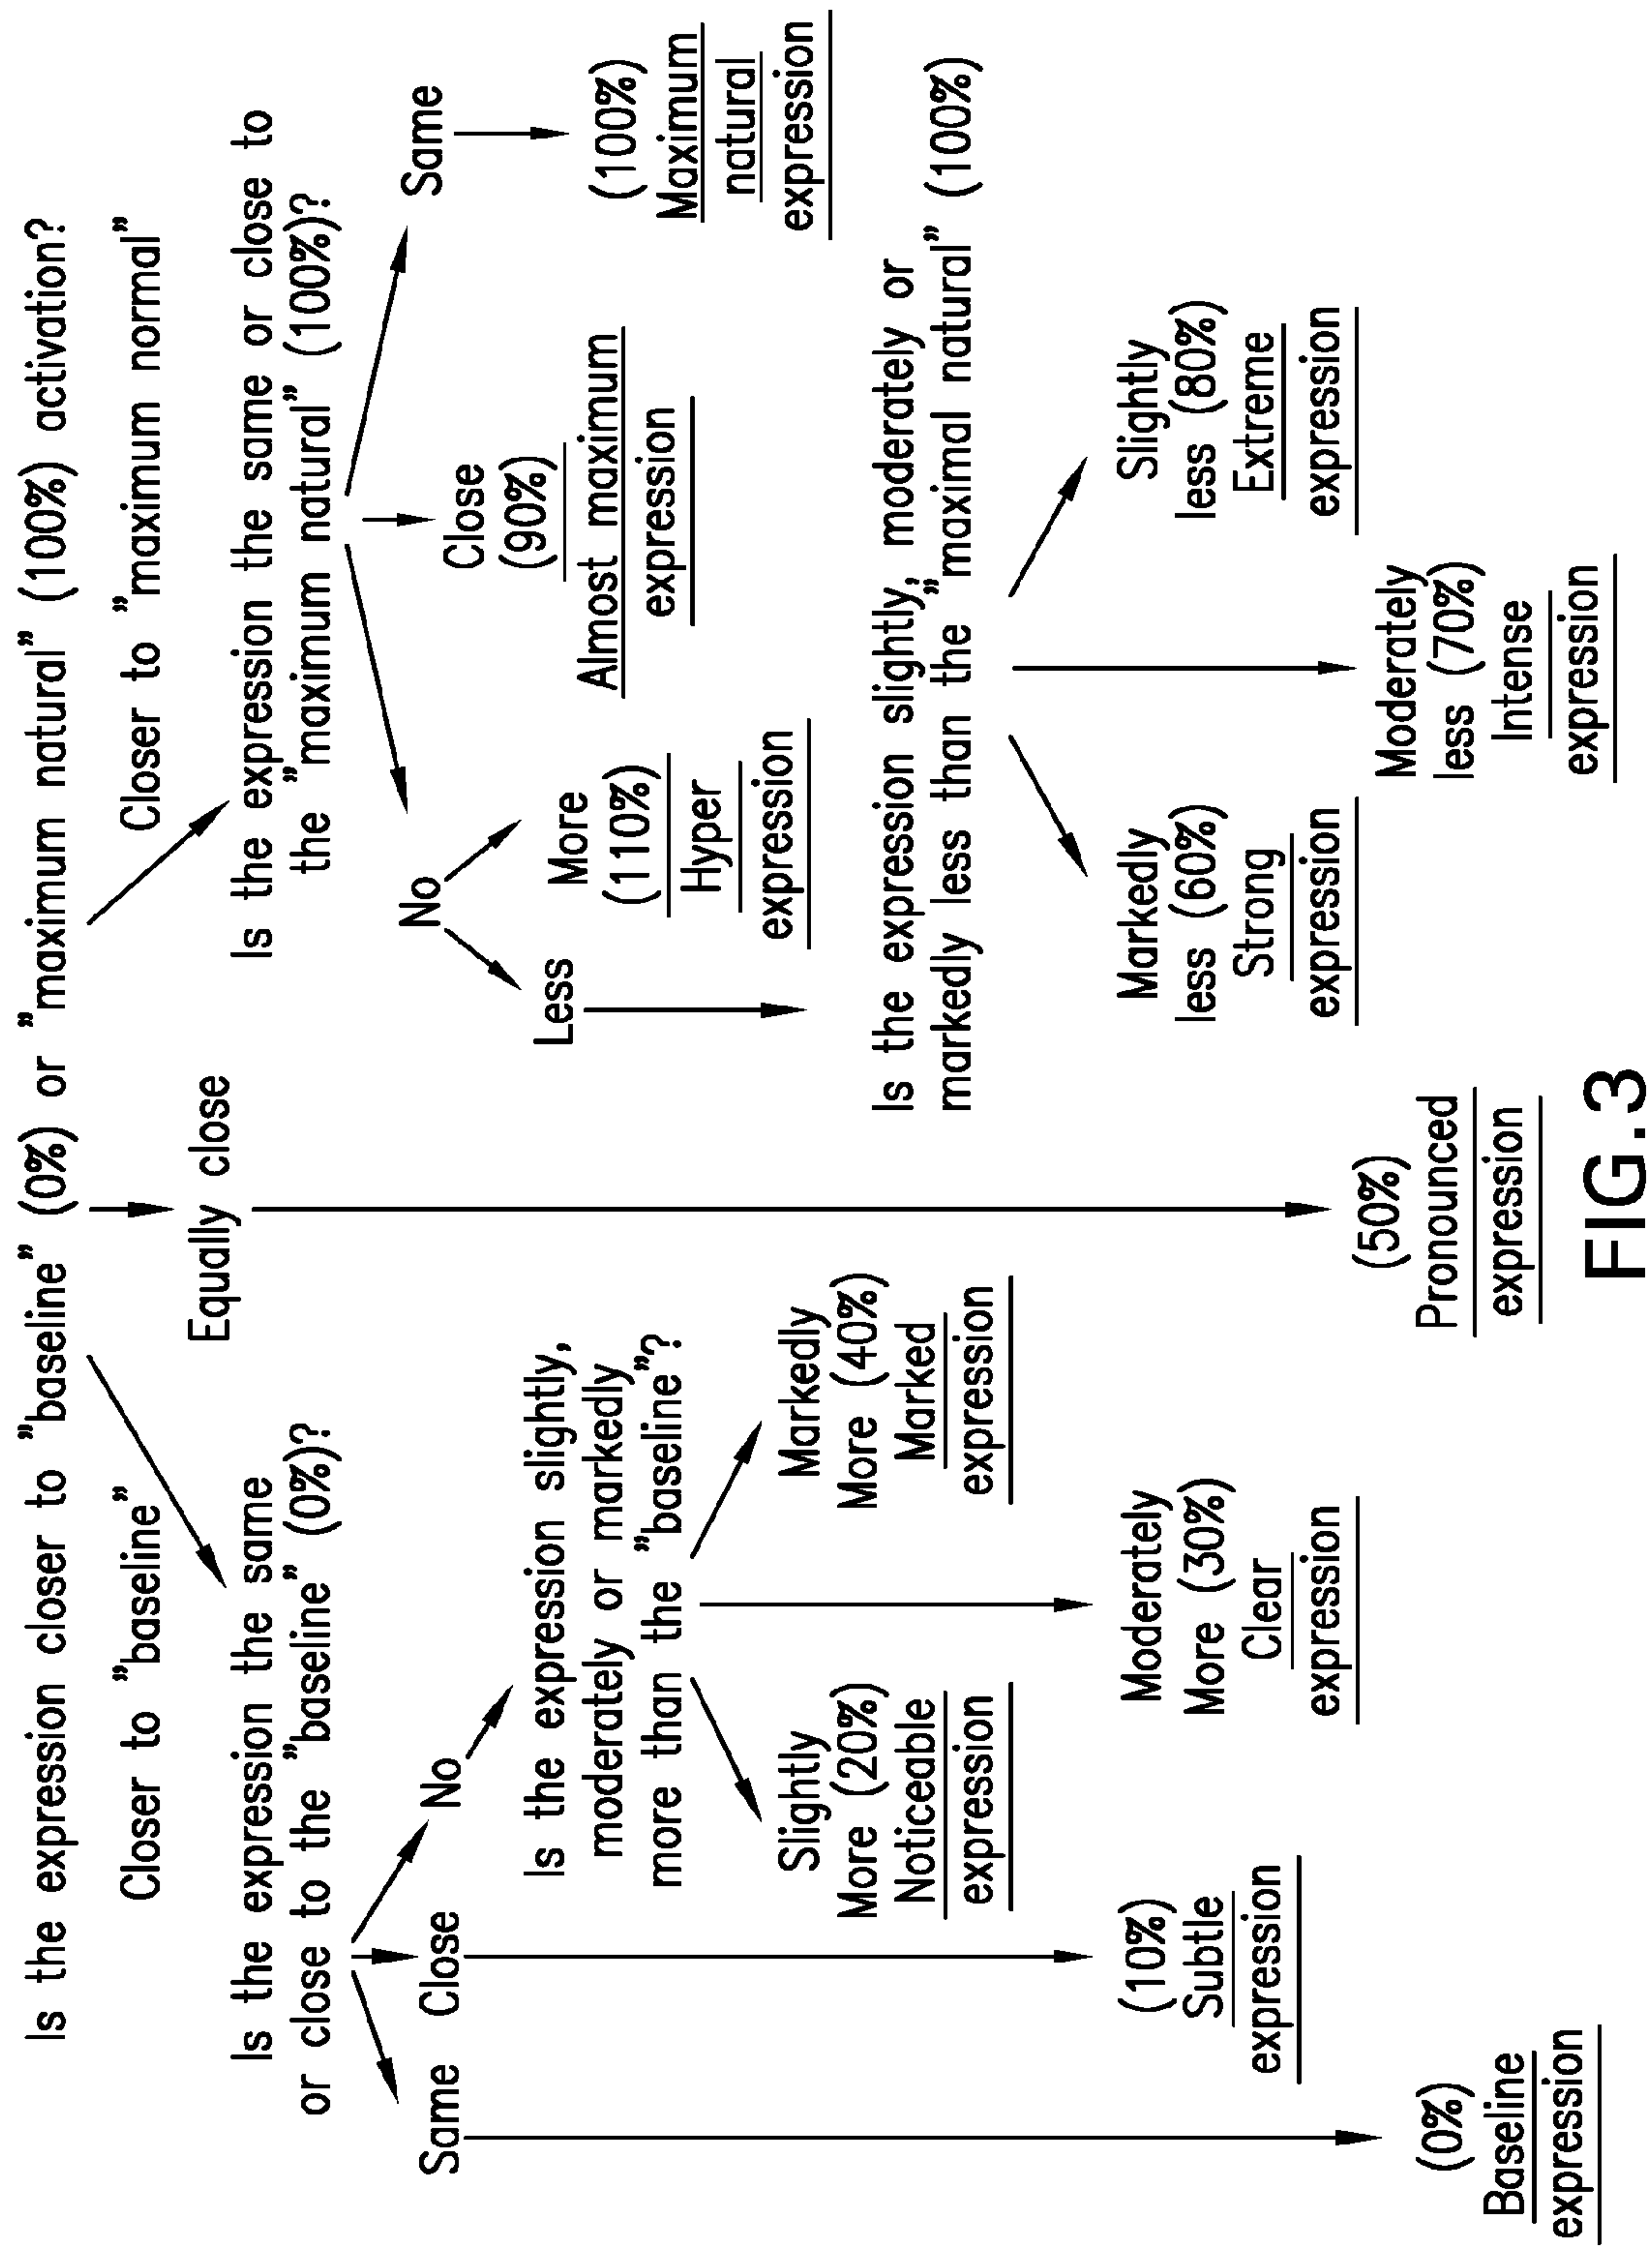 Is the expression closer to "baseline" (0%) or "maximum natural" (100%) activation?
Closer to "baseline"
Equally close
Closer to "maximum normal"
Is the expression the same
or close to the "baseline" (0%)?
Is the expression the same or close to
the "maximum natural" (100%)?
Same
Close
No
No
Close
(90%)
Almost maximum
expression
Same
(100%)
Maximum
natural
expression
Less
More
(110%)
Hyper
expression
Is the expression slightly,
moderately or markedly
more than the "baseline"?
Is the expression slightly, moderately or
markedly less than the "maximal natural" (100%)
Slightly
More (20%)
Noticeable
expression
Markedly
More (40%)
Marked
expression
Moderately
More (30%)
Clear
expression
Markedly
less (60%)
Strong
expression
Slightly
less (80%)
Extreme
expression
Moderately
less (70%)
Intense
expression
(10%)
Subtle
expression
(0%)
Baseline
expression
(50%)
Pronounced
expression
FIG.3